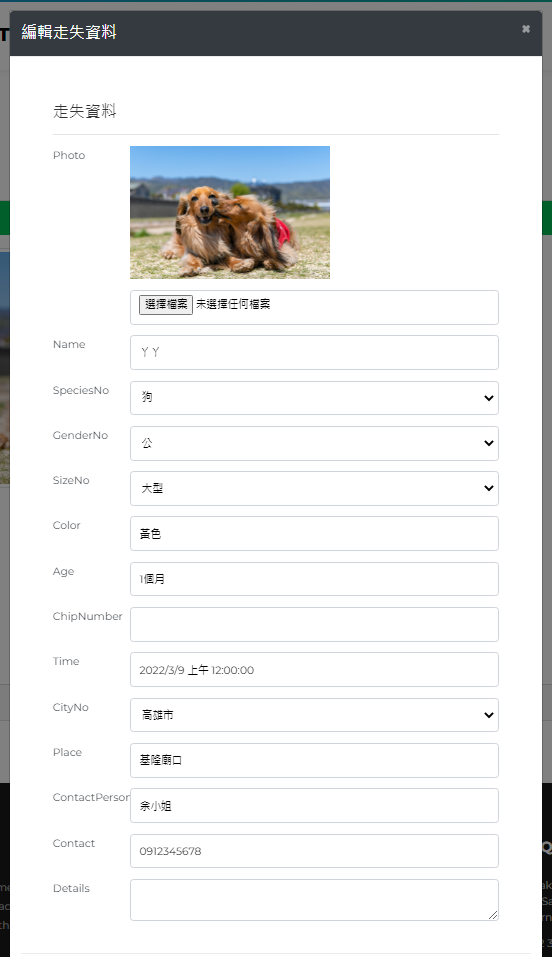 編輯走失資料
×
走失資料
Photo
選擇檔案 未選擇任何檔案
Name
ㄚㄚ
SpeciesNo
狗
GenderNo
公
SizeNo
大型
Color
黃色
Age
1個月
ChipNumber
Time
2022/3/9 上午 12:00:00
CityNo
高雄市
Place
基隆廟口
ContactPerson
余小姐
Contact
0912345678
Details